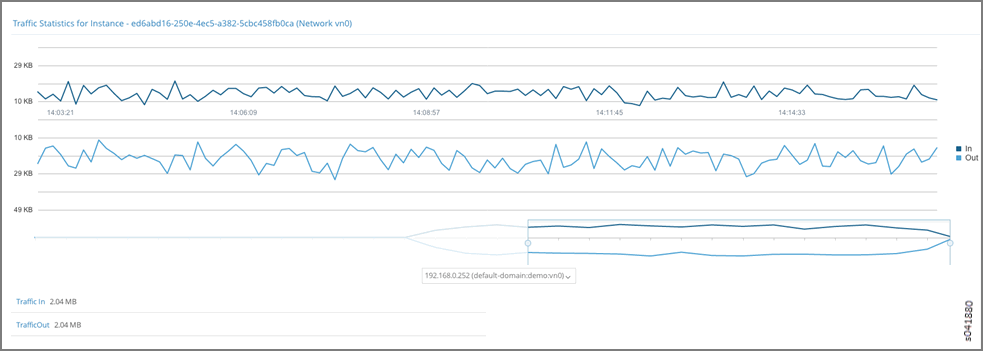 Traffic Statistics for Instance - ed6abd16-250e-4ec5-a382-5cbc458fb0ca (Network vn0)
29 KB
10 KB
14:03:21 14:06:09 14:08:57 14:11:45 14:14:33
10 KB
29 KB
49 KB
In
Out
192.168.0.252 (default-domain:demo:vn0)
Traffic In 2.04 MB
TrafficOut 2.04 MB
s041880